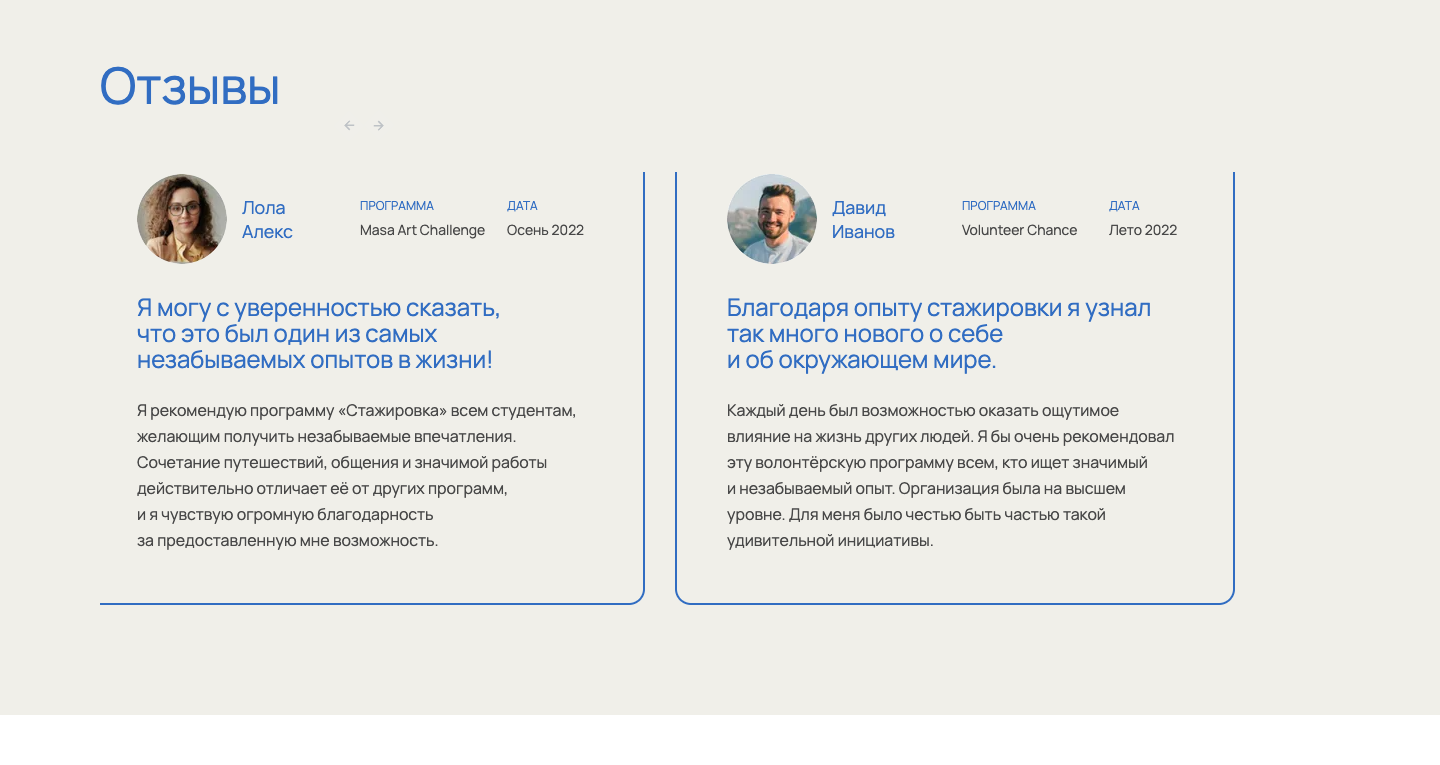 Отзывы
← →
Лола
Алекс
ПРОГРАММА
Masa Art Challenge
ДАТА
Осень 2022
Я могу с уверенностью сказать,
что это был один из самых
незабываемых опытов в жизни!
Я рекомендую программу «Стажировка» всем студентам,
желающим получить незабываемые впечатления.
Сочетание путешествий, общения и значимой работы
действительно отличает её от других программ,
и я чувствую огромную благодарность
за предоставленную мне возможность.
Давид
Иванов
ПРОГРАММА
Volunteer Chance
ДАТА
Лето 2022
Благодаря опыту стажировки я узнал
так много нового о себе
и об окружающем мире.
Каждый день был возможностью оказать ощутимое
влияние на жизнь других людей. Я бы очень рекомендовал
эту волонтёрскую программу всем, кто ищет значимый
и незабываемый опыт. Организация была на высшем
уровне. Для меня было честью быть частью такой
удивительной инициативы.